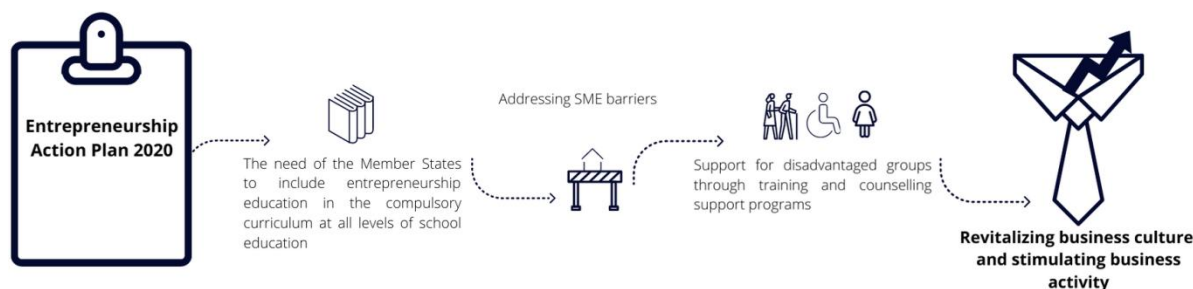 Entrepreneurship
Action Plan 2020
The need of the Member States
to include entrepreneurship
education in the compulsory
curriculum at all levels of school
education
Addressing SME barriers
Support for disadvantaged groups
through training and counselling
support programs
Revitalizing business culture
and stimulating business
activity